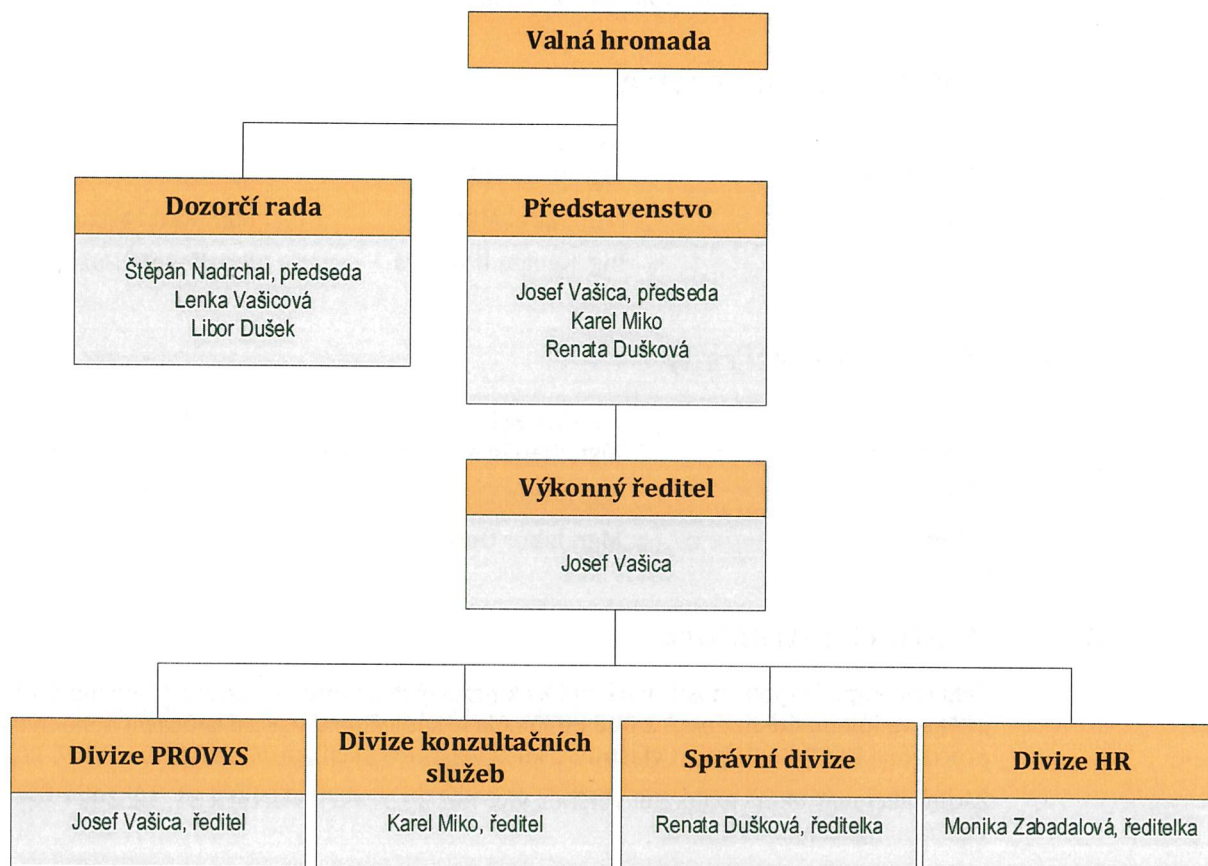 Valná hromada
Dozorčí rada
Štěpán Nadrchal, předseda
Lenka Vašicová
Libor Dušek
Představenstvo
Josef Vašica, předseda
Karel Miko
Renata Dušková
Výkonný ředitel
Josef Vašica
Divize PROVYS
Josef Vašica, ředitel
Divize konzultačních
služeb
Karel Miko, ředitel
Správní divize
Renata Dušková, ředitelka
Divize HR
Monika Zabadalová, ředitelka